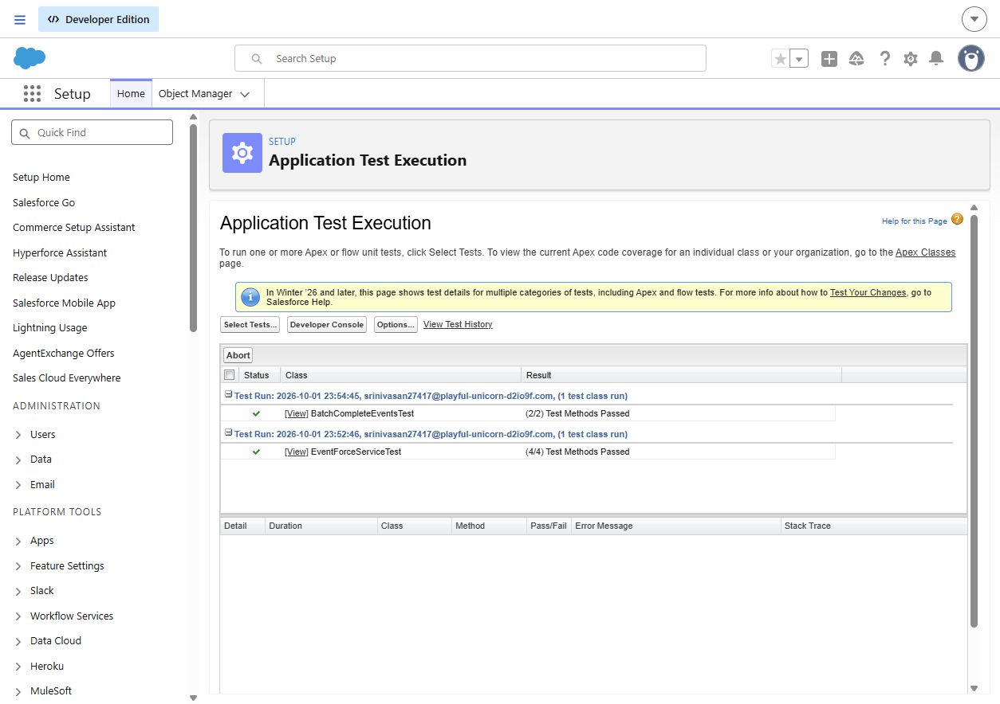 Developer Edition
Search Setup
Setup
Home
Object Manager
Quick Find
Setup Home
Salesforce Go
Commerce Setup Assistant
Hyperforce Assistant
Release Updates
Salesforce Mobile App
Lightning Usage
AgentExchange Offers
Sales Cloud Everywhere
ADMINISTRATION
Users
Data
Email
PLATFORM TOOLS
Apps
Feature Settings
Slack
Workflow Services
Data Cloud
Heroku
MuleSoft
SETUP
Application Test Execution
Application Test Execution
Help for this Page
To run one or more Apex or flow unit tests, click Select Tests. To view the current Apex code coverage for an individual class or your organization, go to the Apex Classes
page.
In Winter '26 and later, this page shows test details for multiple categories of tests, including Apex and flow tests. For more info about how to Test Your Changes, go to
Salesforce Help.
Select Tests... Developer Console Options... View Test History
Abort
Status Class Result
Test Run: 2026-10-01 23:54:45, srinivasan27417@playful-unicorn-d2io9f.com, (1 test class run)
[View] BatchCompleteEventsTest (2/2) Test Methods Passed
Test Run: 2026-10-01 23:52:46, srinivasan27417@playful-unicorn-d2io9f.com, (1 test class run)
[View] EventForceServiceTest (4/4) Test Methods Passed
Detail Duration Class Method Pass/Fail Error Message Stack Trace